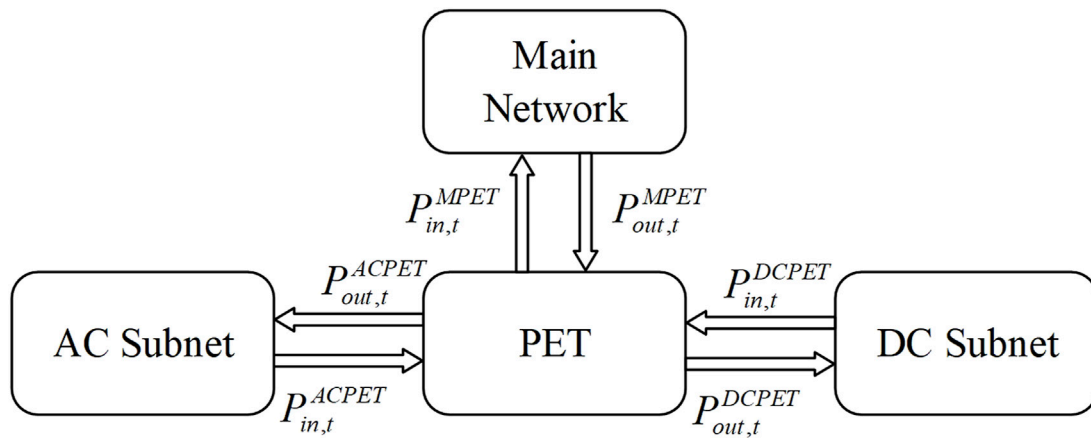 Main
Network
P_{in,t}^{MPET} P_{out,t}^{MPET}
P_{out,t}^{ACPET} P_{in,t}^{DCPET}
AC Subnet PET DC Subnet
P_{in,t}^{ACPET} P_{out,t}^{DCPET}